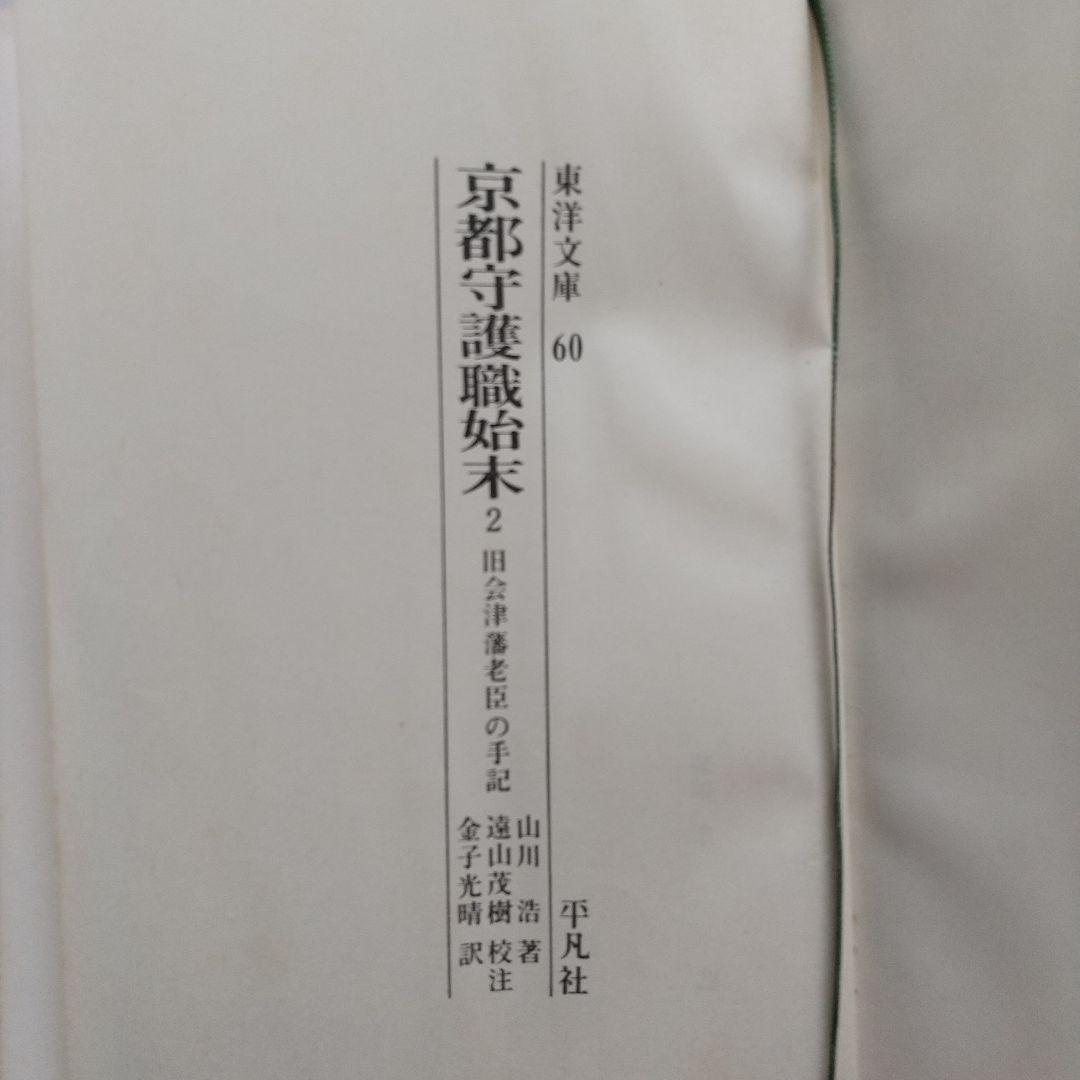 東洋文庫 60
平凡社
京都守護職始末 2 旧会津藩老臣の手記
山川 浩 著
遠山茂樹 校注
金子光晴 訳